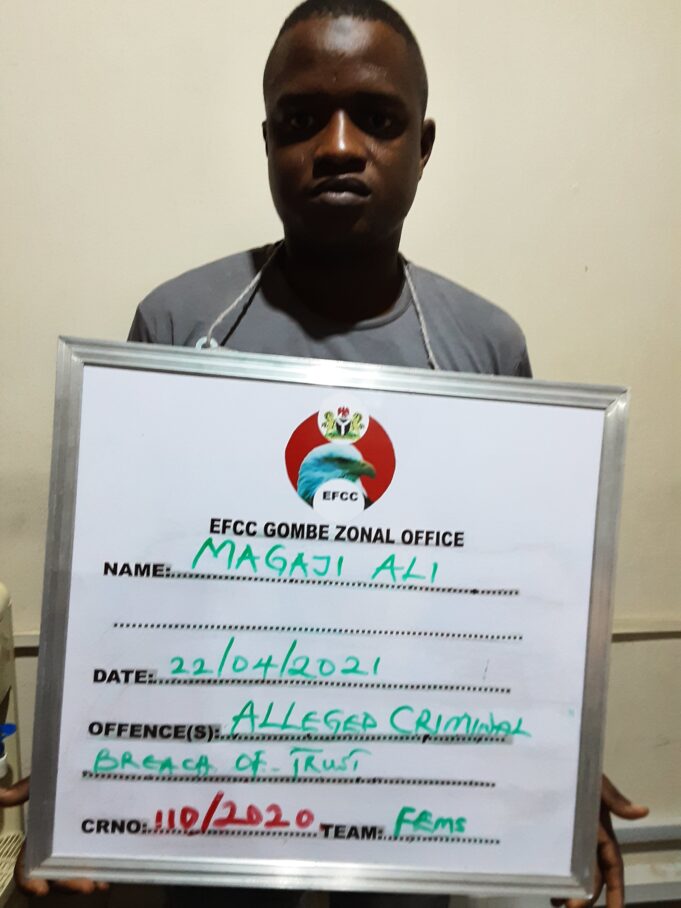 EFCC
EFCC GOMBE ZONAL OFFICE
NAME: MAGAJI ALI
DATE: 22/04/2021
OFFENCE(S): ALLEGED CRIMINAL
BREACH OF TRUST
CRNO: 110/2020 TEAM: FEMS